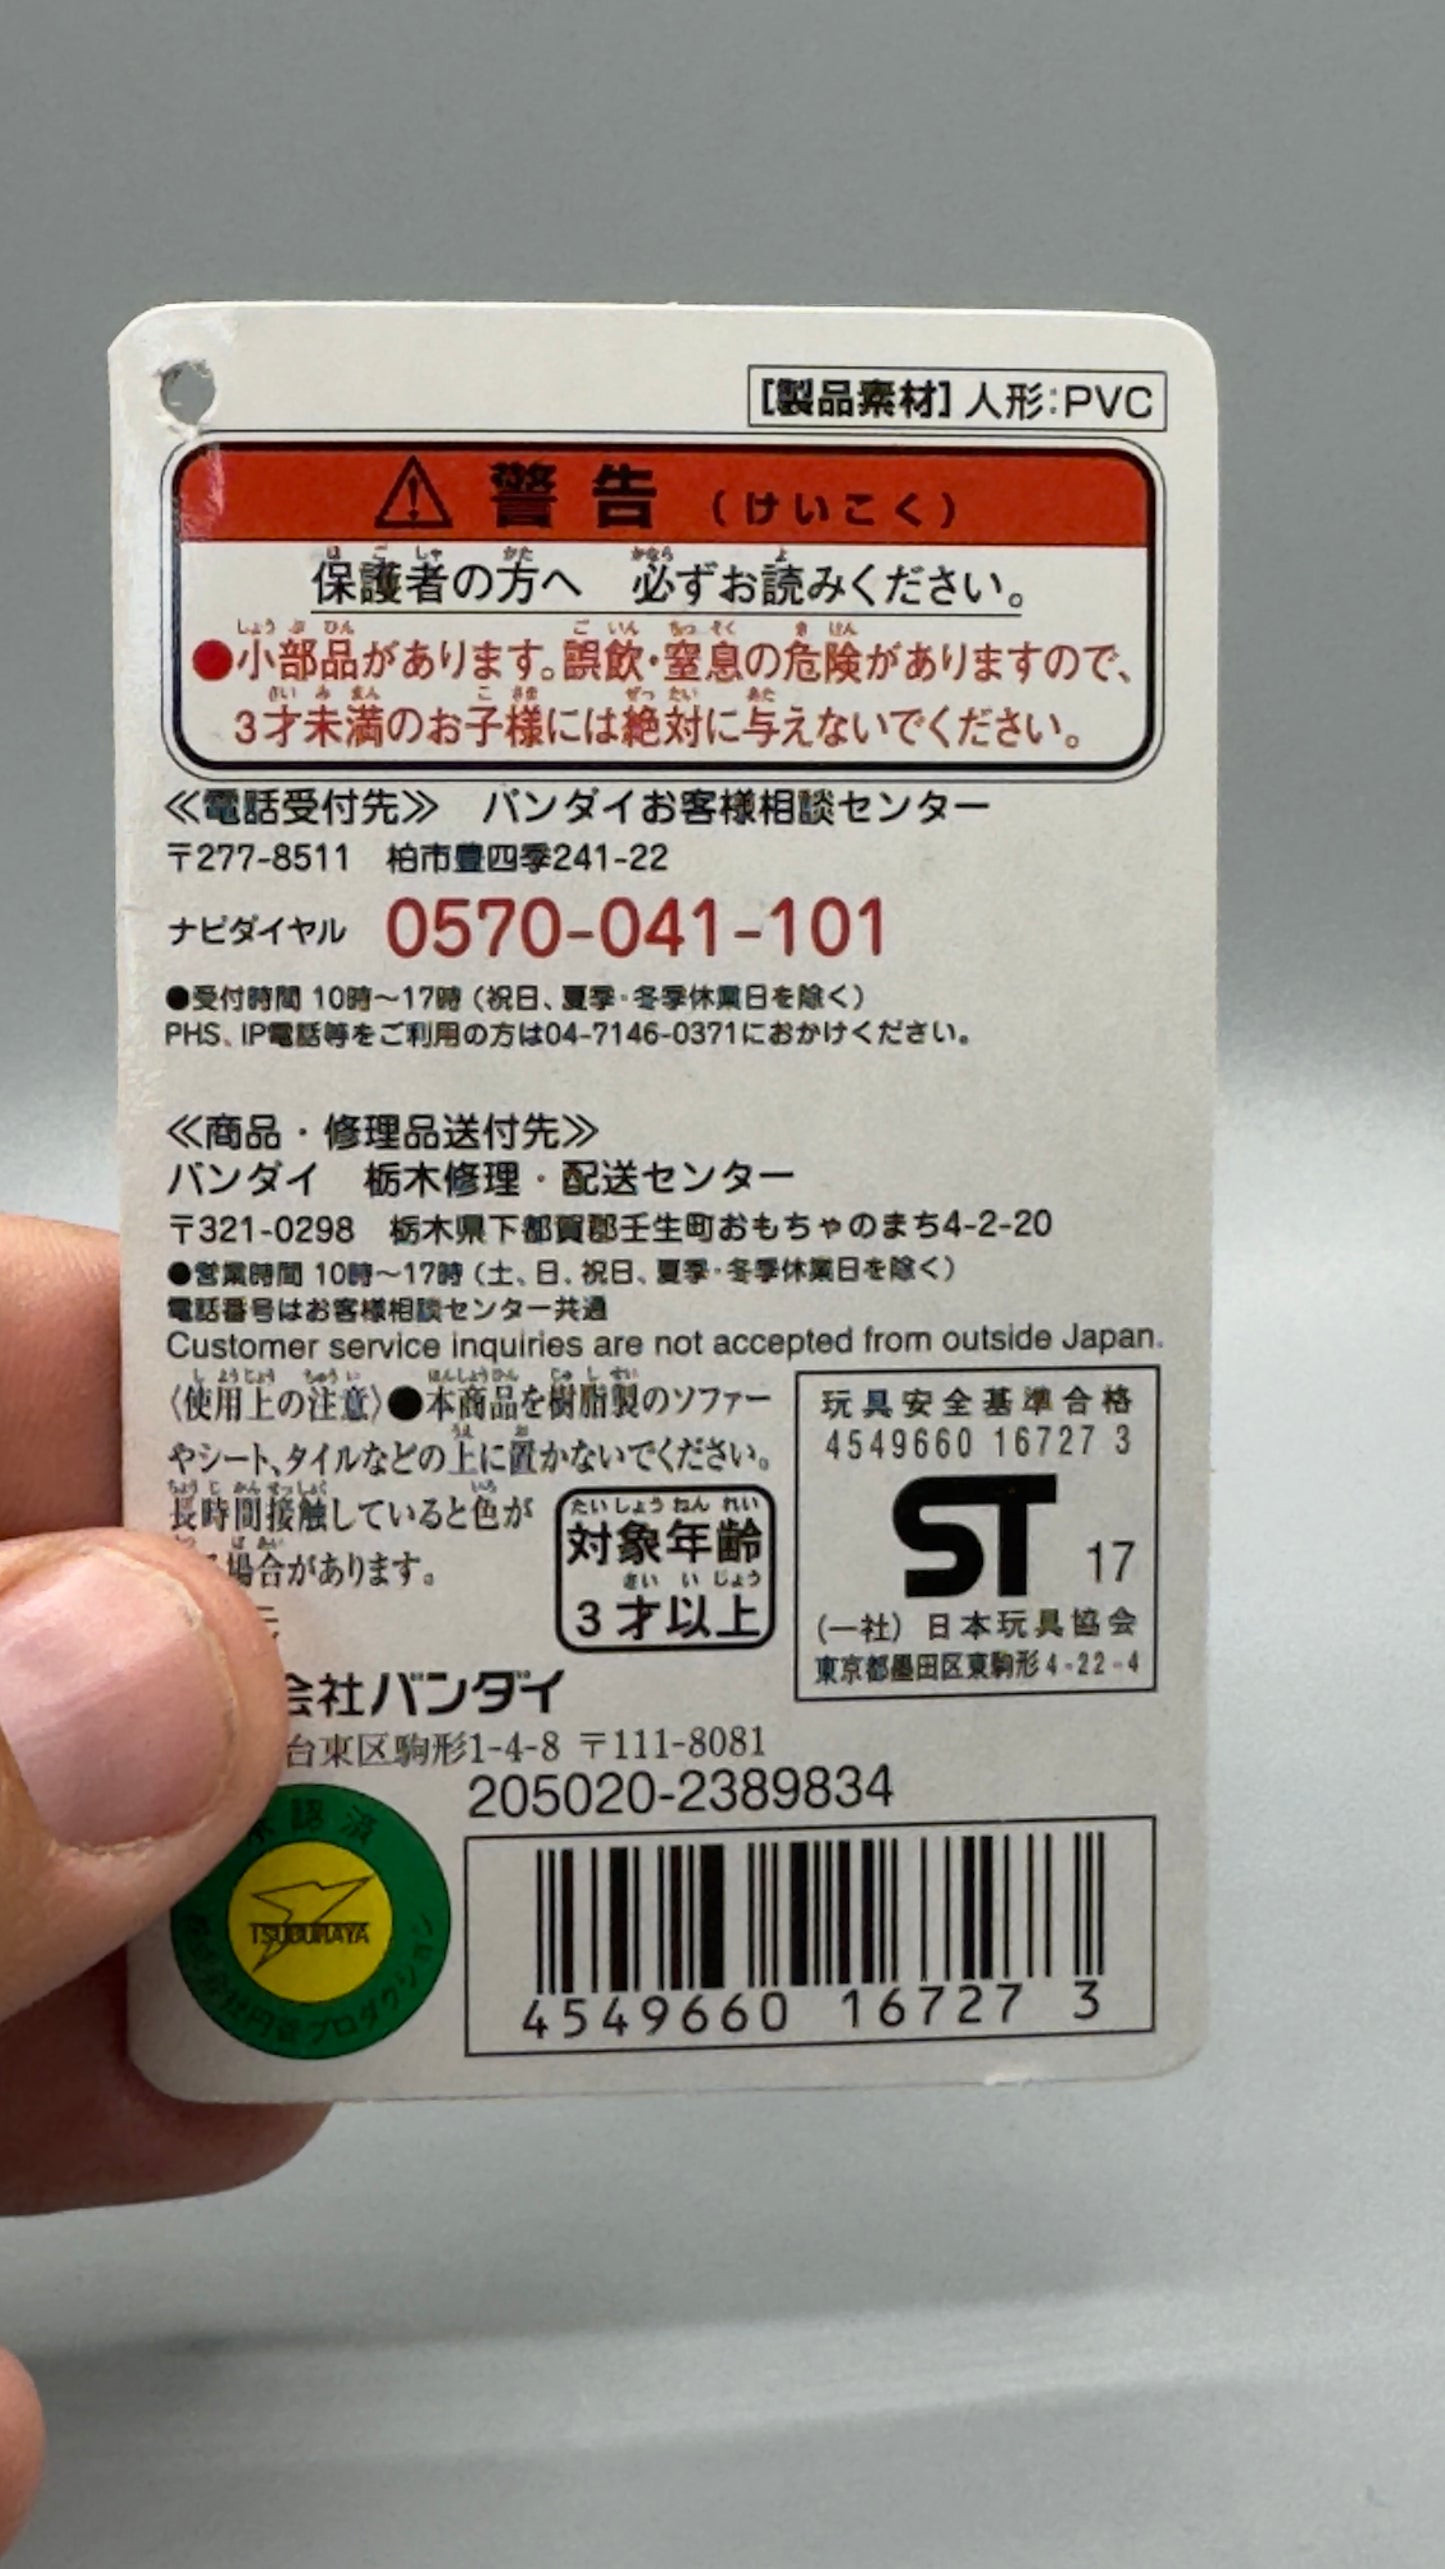 [製品素材] 人形:PVC
警告 (けいこく)
保護者の方へ 必ずお読みください。
●小部品があります。誤飲・窒息の危険がありますので、
3才未満のお子様には絶対に与えないでください。
≪電話受付先≫ バンダイお客様相談センター
〒277-8511 柏市豊四季241-22
ナビダイヤル 0570-041-101
●受付時間 10時～17時 (祝日、夏季・冬季休業日を除く)
PHS、IP電話等をご利用の方は04-7146-0371におかけください。
≪商品・修理品送付先≫
バンダイ 栃木修理・配送センター
〒321-0298 栃木県下都賀郡壬生町おもちゃのまち4-2-20
●営業時間 10時～17時 (土、日、祝日、夏季・冬季休業日を除く)
電話番号はお客様相談センター共通
Customer service inquiries are not accepted from outside Japan.
〈使用上の注意〉●本商品を樹脂製のソファー
やシート、タイルなどの上に置かないでください。
長時間接触していると色が
場合があります。
対象年齢
3才以上
玩具安全基準合格
4549660 16727 3
ST 17
(一社) 日本玩具協会
東京都墨田区東駒形4-22-4
会社バンダイ
台東区駒形1-4-8 〒111-8081
205020-2389834
認済
TSUBURAYA
円谷プロダクション
4549660 16727 3